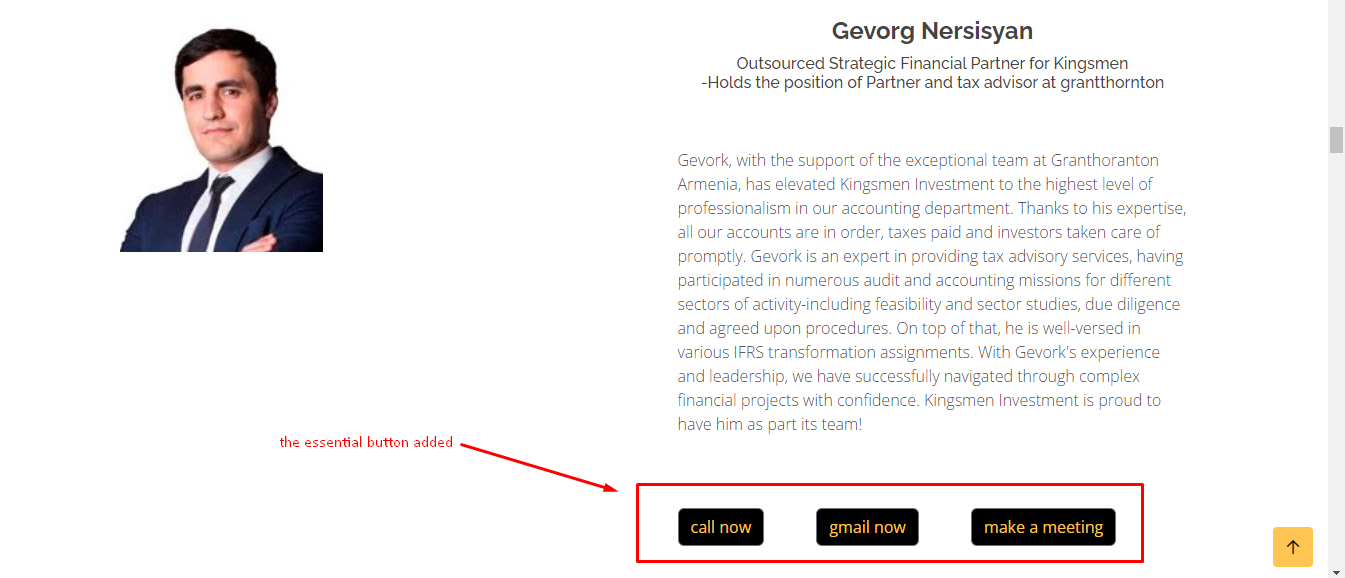 Gevorg Nersisyan
Outsourced Strategic Financial Partner for Kingsmen
-Holds the position of Partner and tax advisor at grantthornton
Gevork, with the support of the exceptional team at Granthoranton
Armenia, has elevated Kingsmen Investment to the highest level of
professionalism in our accounting department. Thanks to his expertise,
all our accounts are in order, taxes paid and investors taken care of
promptly. Gevork is an expert in providing tax advisory services, having
participated in numerous audit and accounting missions for different
sectors of activity-including feasibility and sector studies, due diligence
and agreed upon procedures. On top of that, he is well-versed in
various IFRS transformation assignments. With Gevork's experience
and leadership, we have successfully navigated through complex
financial projects with confidence. Kingsmen Investment is proud to
have him as part its team!
the essential button added
call now
gmail now
make a meeting